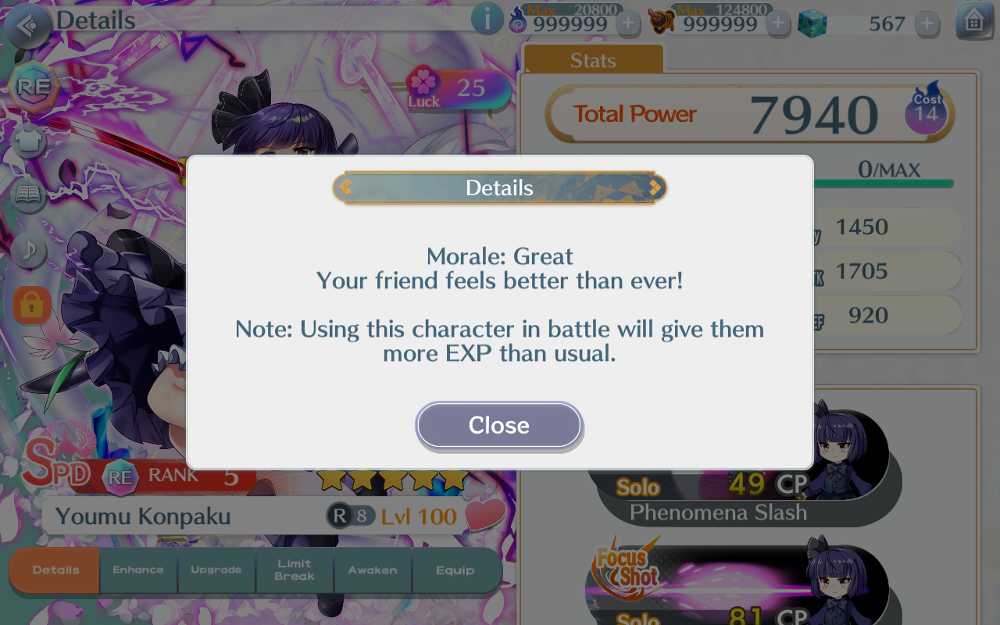 Details
Max 20800
999999
Max 124800
999999
567
RE
Luck 25
Stats
Total Power 7940
Cost
14
0/MAX
1450
1705
920
Details
Morale: Great
Your friend feels better than ever!
Note: Using this character in battle will give them
more EXP than usual.
Close
SPD RE RANK 5
Youmu Konpaku R 8 Lvl 100
Details
Enhance
Upgrade
Limit
Break
Awaken
Equip
Solo 49 CP
Phenomena Slash
Focus
Shot
Solo 81 CP